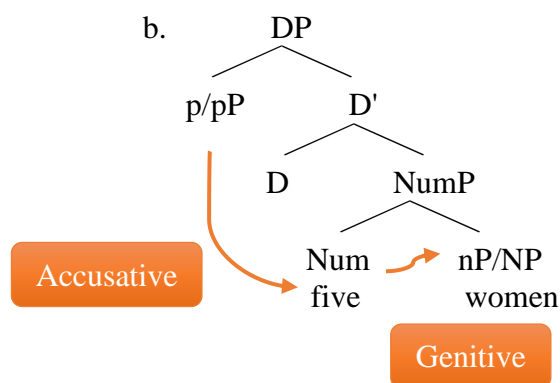 b. DP
p/pP D'
D NumP
Accusative
Num nP/NP
five women
Genitive